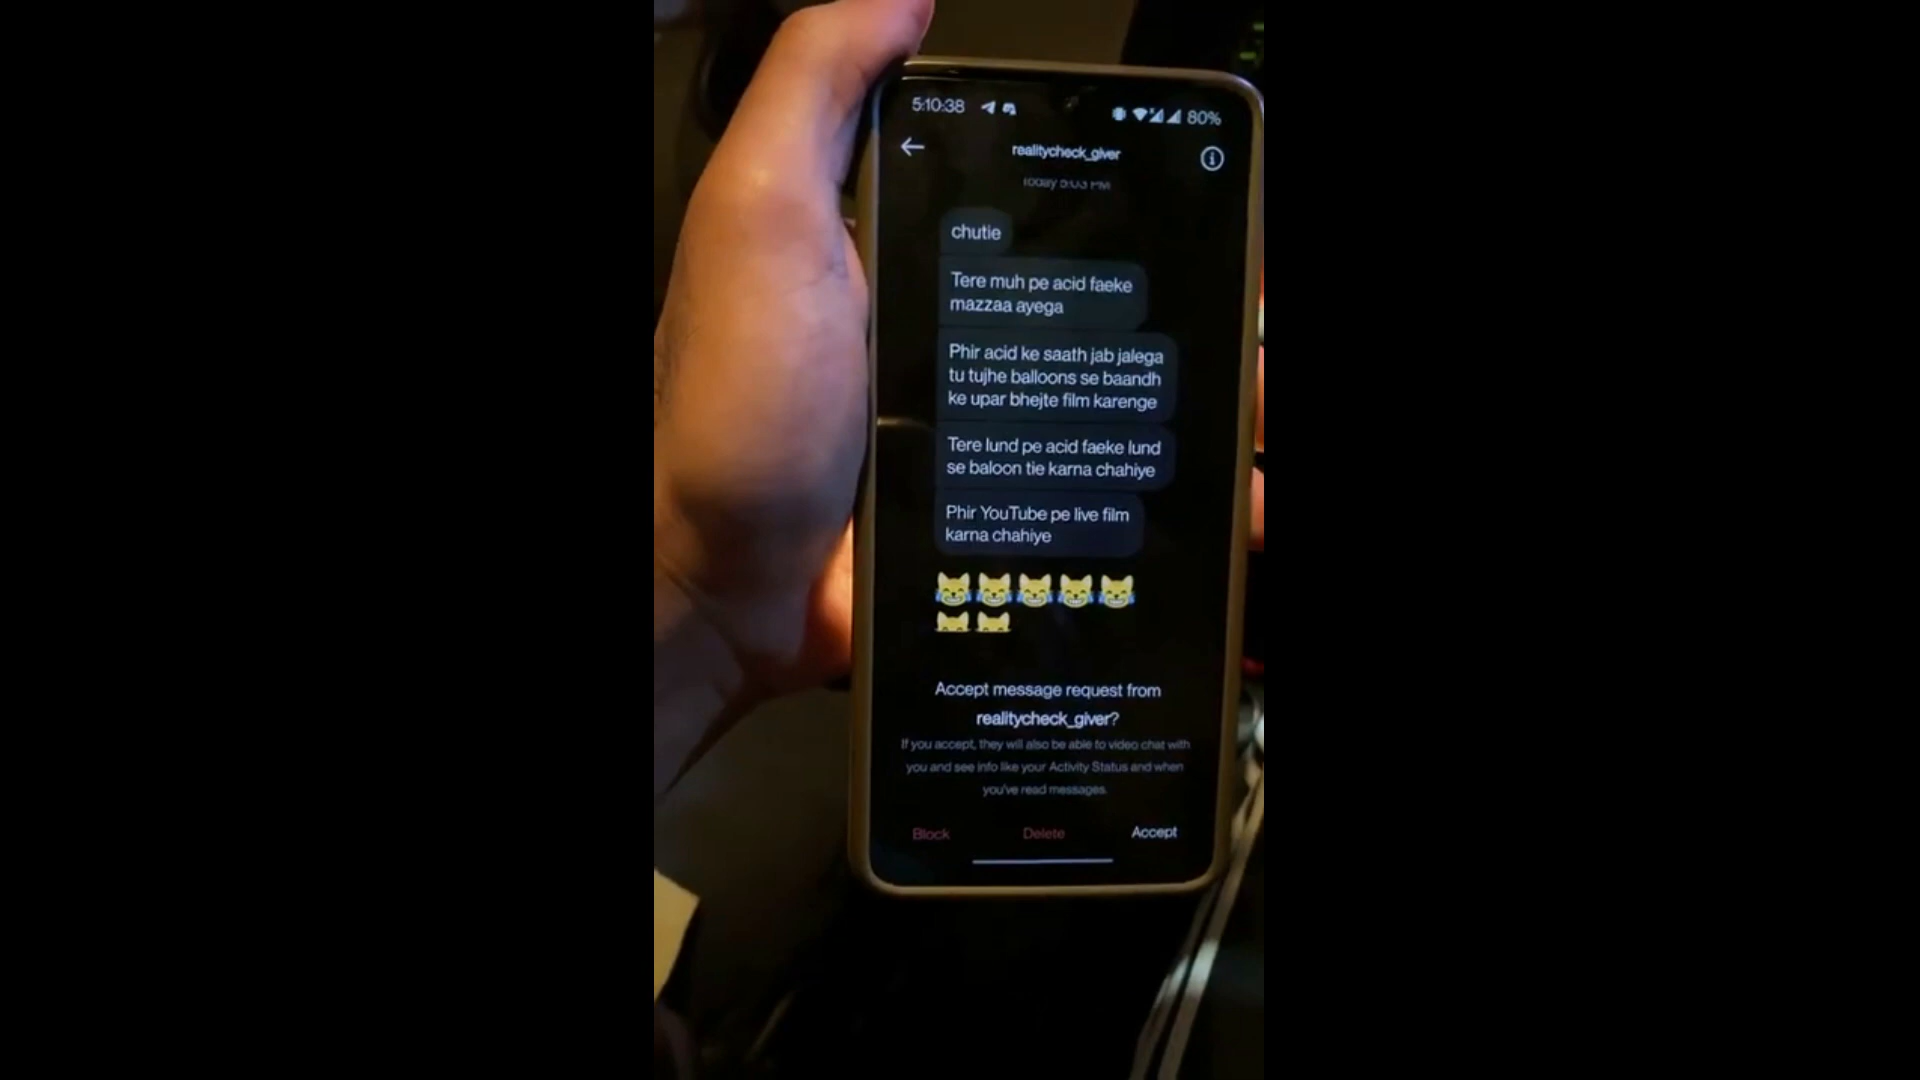 5:10:38
80%
realitycheck_giver
Today 5:03 PM
chutie
Tere muh pe acid faeke
mazzaa ayega
Phir acid ke saath jab jalega
tu tujhe balloons se baandh
ke upar bhejte film karenge
Tere lund pe acid faeke lund
se baloon tie karna chahiye
Phir YouTube pe live film
karna chahiye
Accept message request from
realitycheck_giver?
If you accept, they will also be able to video chat with
you and see info like your Activity Status and when
you've read messages.
Block
Delete
Accept